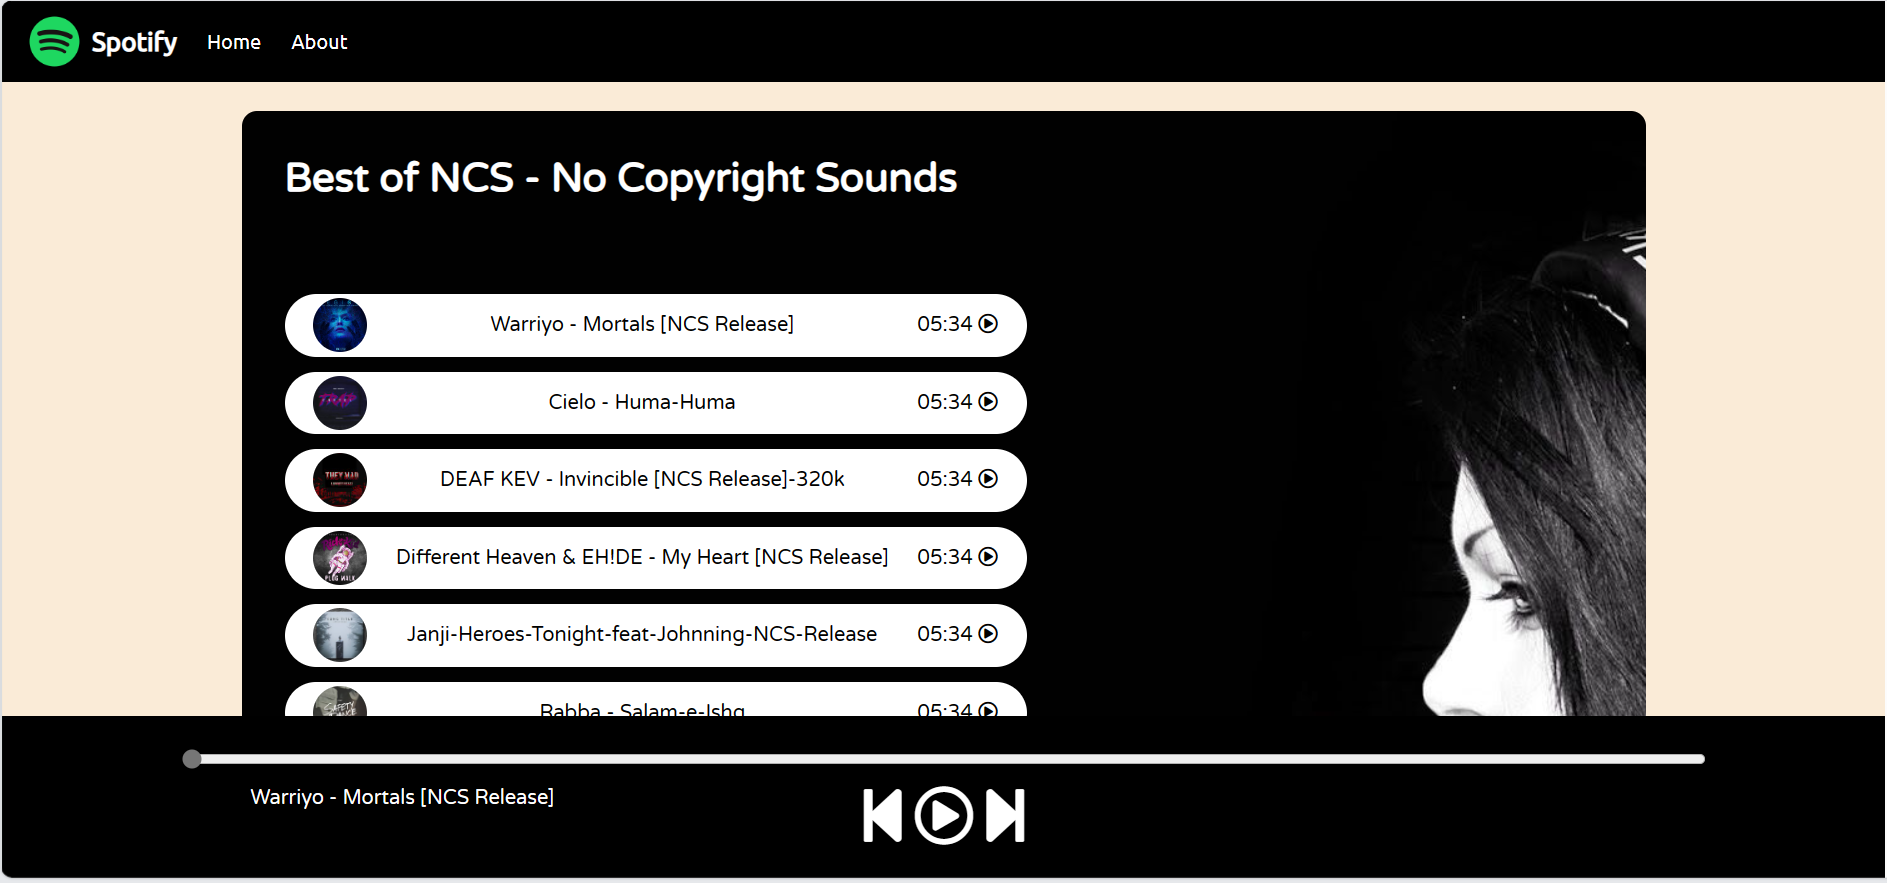 Spotify Home About
Best of NCS - No Copyright Sounds
Warriyo - Mortals [NCS Release] 05:34
Cielo - Huma-Huma 05:34
DEAF KEV - Invincible [NCS Release]-320k 05:34
Different Heaven & EH!DE - My Heart [NCS Release] 05:34
Janji-Heroes-Tonight-feat-Johnning-NCS-Release 05:34
Rabba - Salam-e-Ishq 05:34
Warriyo - Mortals [NCS Release]